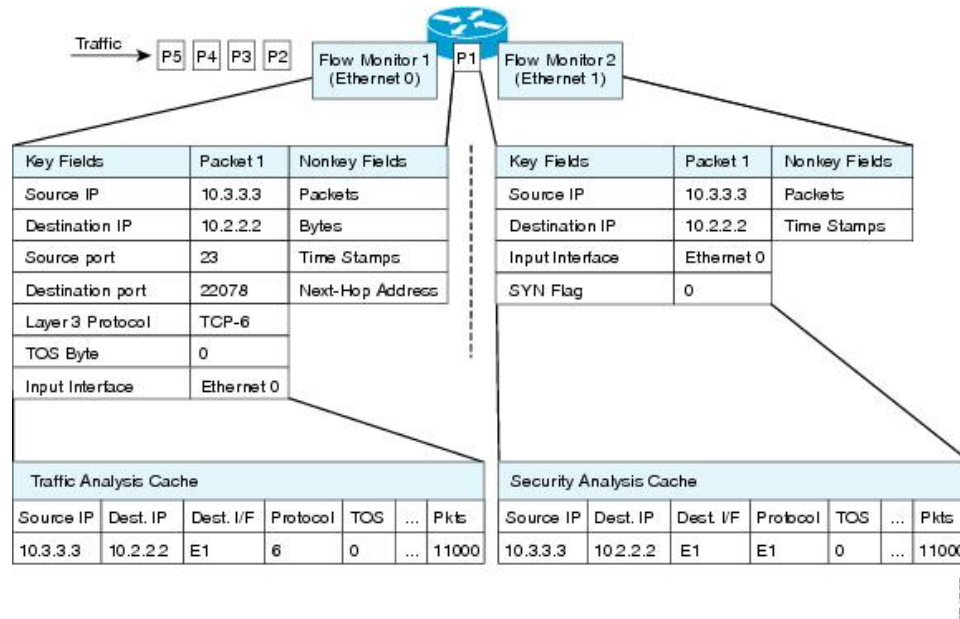 Traffic
P5 P4 P3 P2
Flow Monitor 1
(Ethernet 0)
P1
Flow Monitor 2
(Ethernet 1)
Key Fields Packet 1 Nonkey Fields
Source IP 10.3.3.3 Packets
Destination IP 10.2.2.2 Bytes
Source port 23 Time Stamps
Destination port 22078 Next-Hop Address
Layer 3 Protocol TCP-6
TOS Byte 0
Input Interface Ethernet 0
Key Fields Packet 1 Nonkey Fields
Source IP 10.3.3.3 Packets
Destination IP 10.2.2.2 Time Stamps
Input Interface Ethernet 0
SYN Flag 0
Traffic Analysis Cache
Source IP Dest. IP Dest. I/F Protocol TOS ... Pkts
10.3.3.3 10.2.2.2 E1 6 0 ... 11000
Security Analysis Cache
Source IP Dest. IP Dest. I/F Protocol TOS ... Pkts
10.3.3.3 10.2.2.2 E1 E1 0 ... 11000